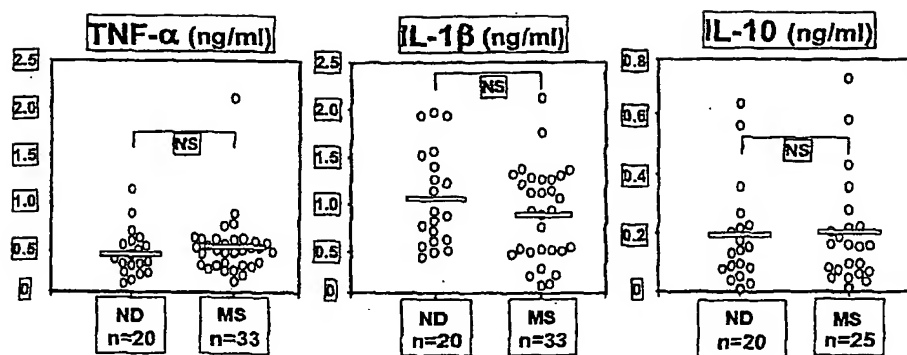 TNF-α (ng/ml)
2.5
2.0
1.5
1.0
0.5
0
NS
ND
n=20
MS
n=33
IL-1β (ng/ml)
2.5
2.0
1.5
1.0
0.5
0
NS
ND
n=20
MS
n=33
IL-10 (ng/ml)
0.8
0.6
0.4
0.2
0
NS
ND
n=20
MS
n=25